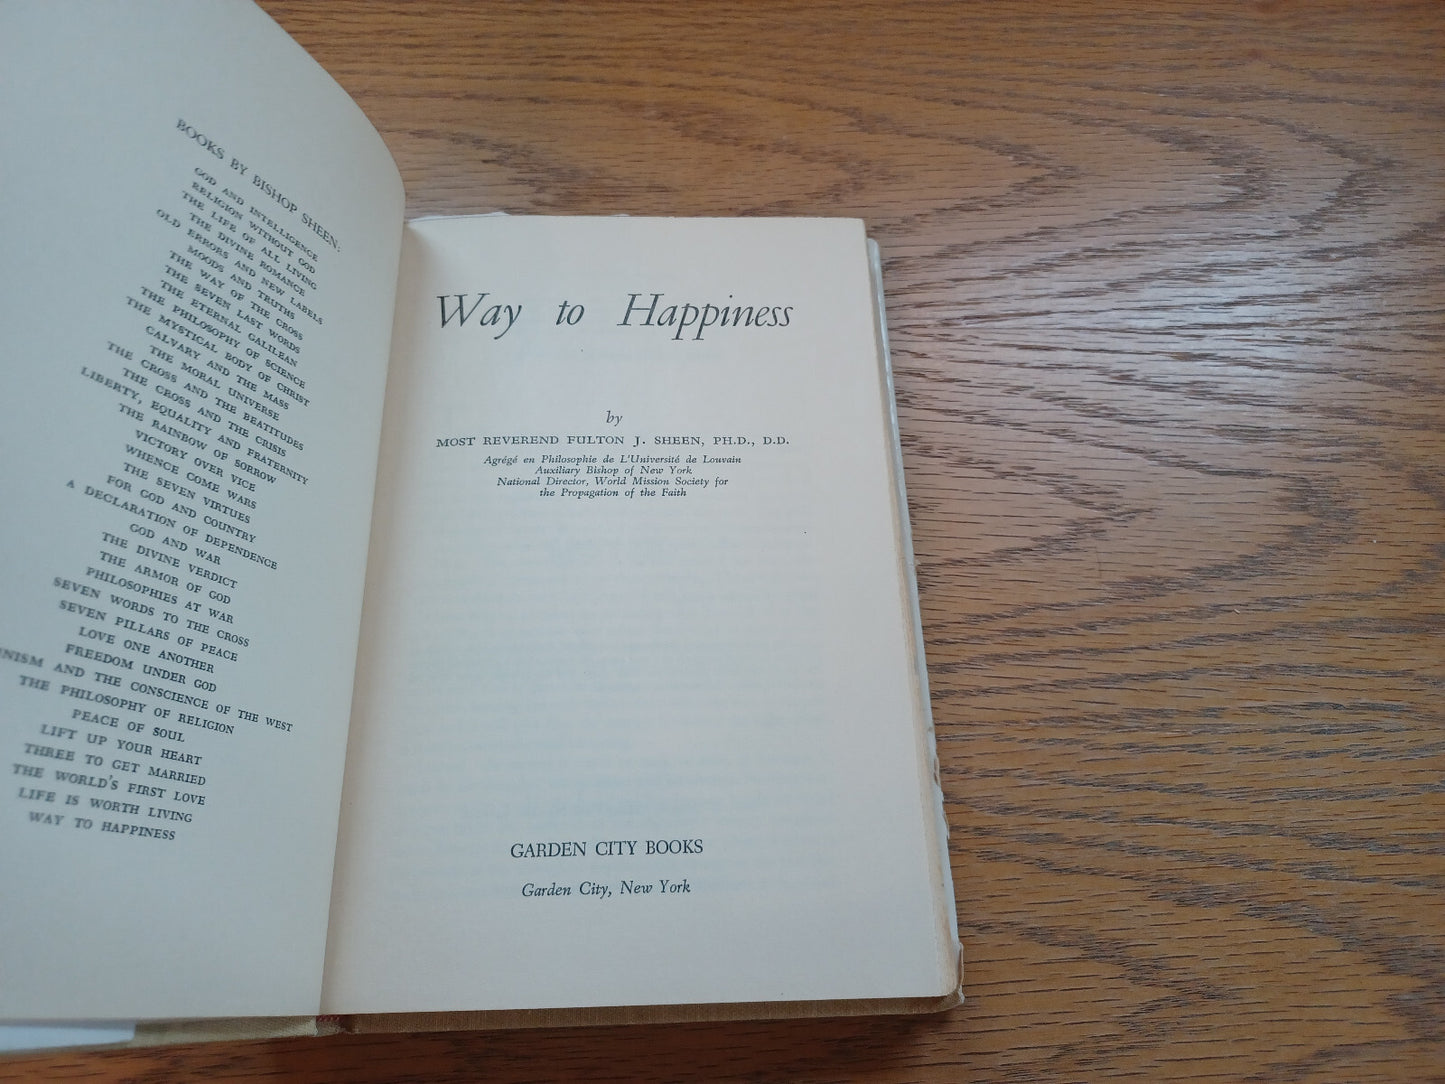 BOOKS BY BISHOP SHEEN:
GOD AND INTELLIGENCE
RELIGION WITHOUT GOD
THE LIFE OF ALL LIVING
THE DIVINE ROMANCE
OLD ERRORS AND NEW LABELS
MOODS AND TRUTHS
THE WAY OF THE CROSS
THE SEVEN LAST WORDS
THE ETERNAL GALILEAN
THE PHILOSOPHY OF SCIENCE
THE MYSTICAL BODY OF CHRIST
CALVARY AND THE MASS
THE MORAL UNIVERSE
THE CROSS AND THE BEATITUDES
THE CROSS AND THE CRISIS
LIBERTY, EQUALITY AND FRATERNITY
THE RAINBOW OF SORROW
VICTORY OVER VICE
WHENCE COME WARS
THE SEVEN VIRTUES
FOR GOD AND COUNTRY
A DECLARATION OF DEPENDENCE
GOD AND WAR
THE DIVINE VERDICT
THE ARMOR OF GOD
PHILOSOPHIES AT WAR
SEVEN WORDS TO THE CROSS
SEVEN PILLARS OF PEACE
LOVE ONE ANOTHER
FREEDOM UNDER GOD
NISM AND THE CONSCIENCE OF THE WEST
THE PHILOSOPHY OF RELIGION
PEACE OF SOUL
LIFT UP YOUR HEART
THREE TO GET MARRIED
THE WORLD'S FIRST LOVE
LIFE IS WORTH LIVING
WAY TO HAPPINESS
Way to Happiness
by
MOST REVEREND FULTON J. SHEEN, PH.D., D.D.
Agrégé en Philosophie de L'Université de Louvain
Auxiliary Bishop of New York
National Director, World Mission Society for
the Propagation of the Faith
GARDEN CITY BOOKS
Garden City, New York